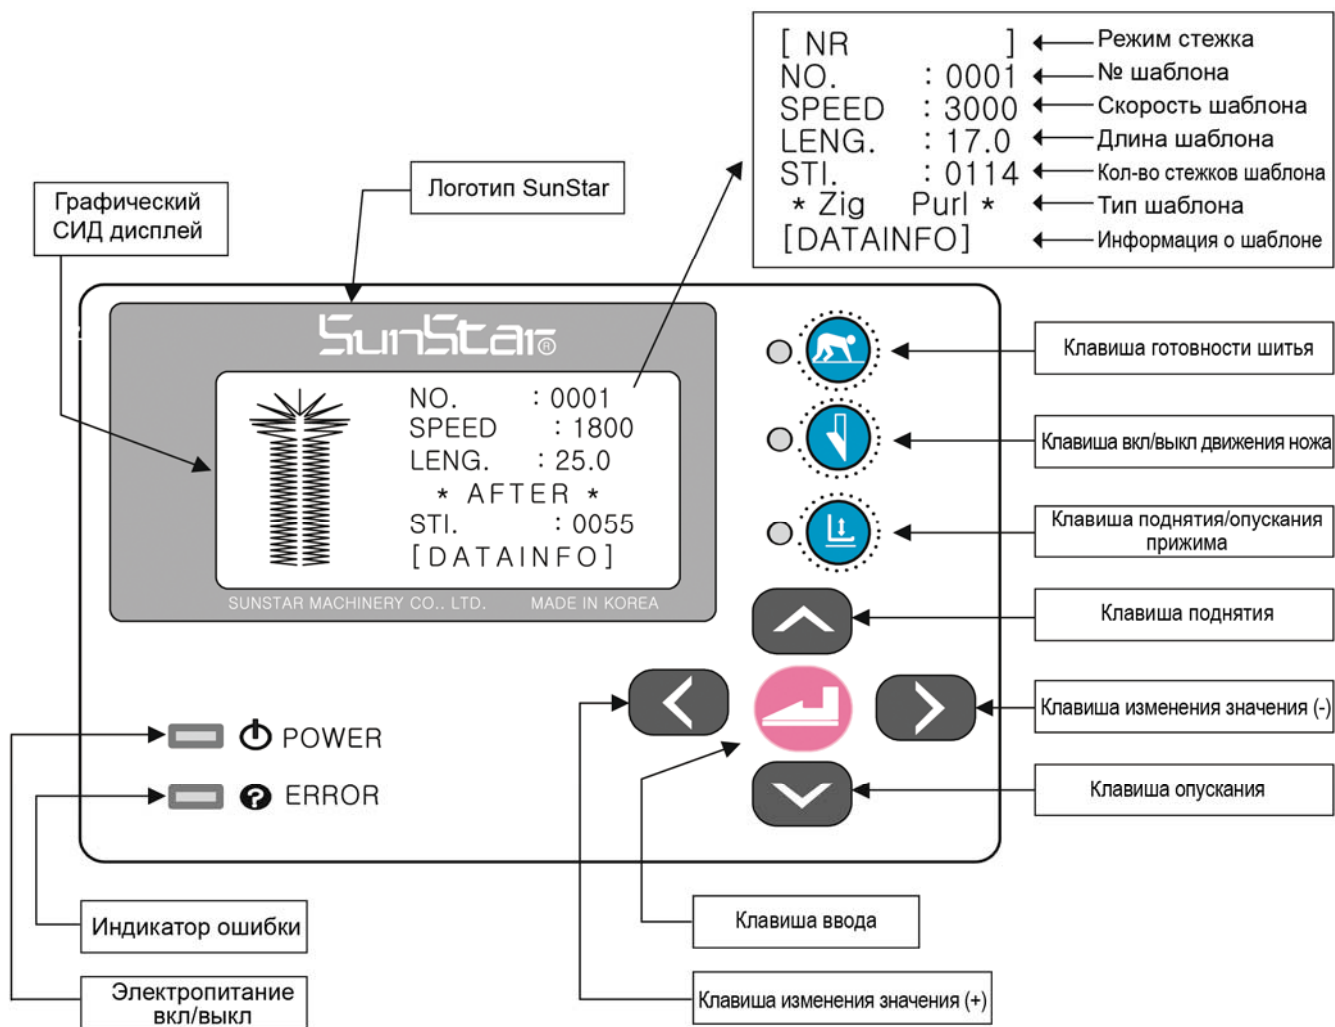 [ NR ] Режим стежка
NO. : 0001 № шаблона
SPEED : 3000 Скорость шаблона
LENG. : 17.0 Длина шаблона
STI. : 0114 Кол-во стежков шаблона
* Zig Purl * Тип шаблона
[DATAINFO] Информация о шаблоне
Логотип SunStar
Графический
СИД дисплей
SunStar®
NO. : 0001
SPEED : 1800
LENG. : 25.0
* AFTER *
STI. : 0055
[DATAINFO]
SUNSTAR MACHINERY CO.. LTD. MADE IN KOREA
Клавиша готовности шитья
Клавиша вкл/выкл движения ножа
Клавиша поднятия/опускания
прижима
Клавиша поднятия
Клавиша изменения значения (-)
Клавиша опускания
POWER
? ERROR
Индикатор ошибки
Электропитание
вкл/выкл
Клавиша ввода
Клавиша изменения значения (+)